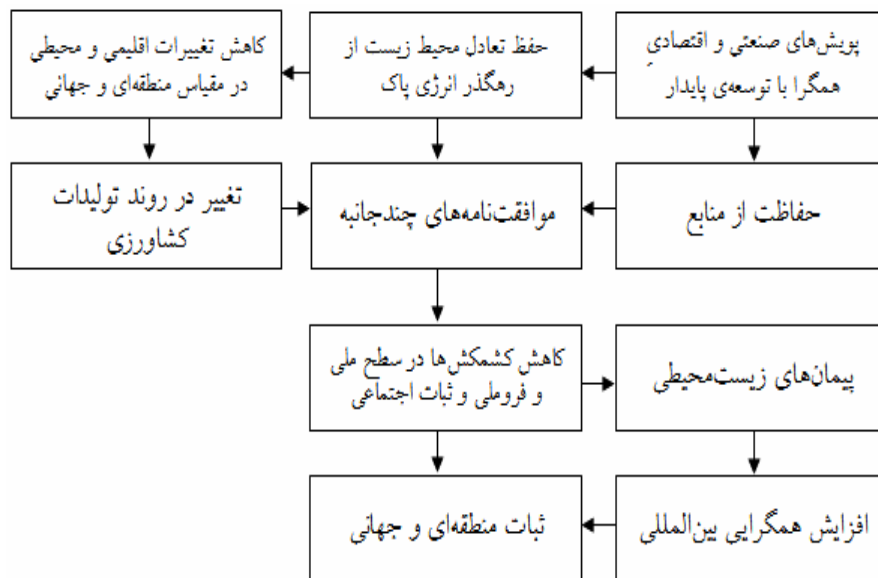 پویش‌های صنعتی و اقتصادی
همگرا با توسعه‌ی پایدار
حفظ تعادل محیط زیست از
رهگذر انرژی پاک
کاهش تغییرات اقلیمی و محیطی
در مقیاس منطقه‌ای و جهانی
حفاظت از منابع
موافقت‌نامه‌های چندجانبه
تغییر در روند تولیدات
کشاورزی
کاهش کشمکش‌ها در سطح ملی
و فروملی و ثبات اجتماعی
پیمان‌های زیست‌محیطی
افزایش همگرایی بین‌المللی
ثبات منطقه‌ای و جهانی